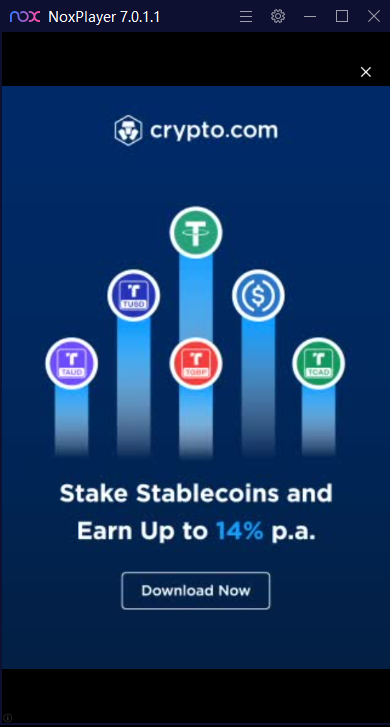 nox NoxPlayer 7.0.1.1
crypto.com
TUSD
TAUD
TGBP
TCAD
Stake Stablecoins and
Earn Up to 14% p.a.
Download Now